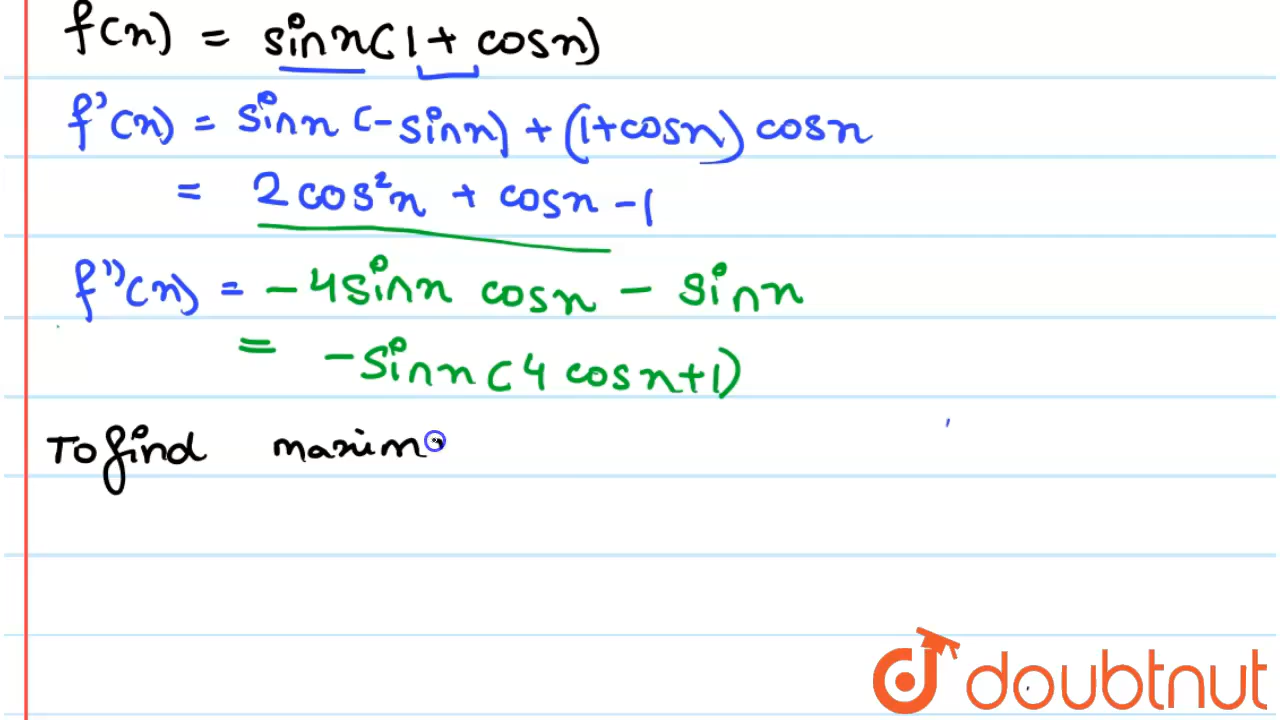 f(x) = sinx(1 + cosx)
f'(x) = sinx (-sinx) + (1+cosx) cosx
= 2cos²x + cosx - 1
f''(x) = -4sinx cosx - sinx
= -sinx(4 cosx+1)
To find maxim
doubtnut